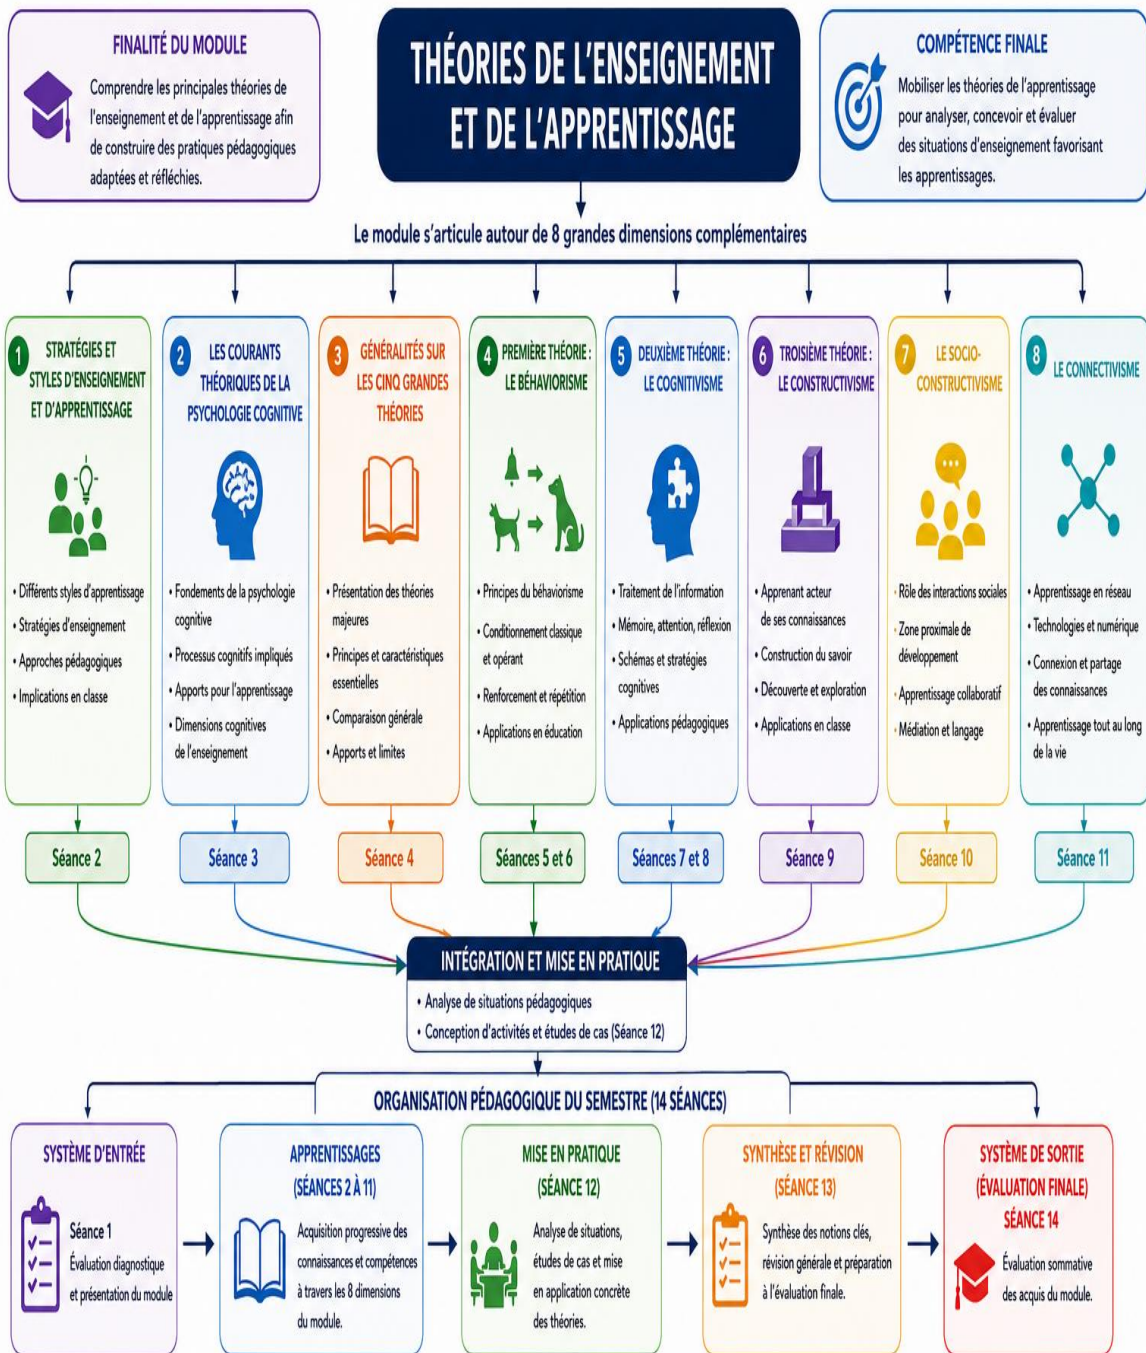 FINALITÉ DU MODULE
Comprendre les principales théories de
l'enseignement et de l'apprentissage afin
de construire des pratiques pédagogiques
adaptées et réfléchies.
THÉORIES DE L'ENSEIGNEMENT
ET DE L'APPRENTISSAGE
COMPÉTENCE FINALE
Mobiliser les théories de l'apprentissage
pour analyser, concevoir et évaluer
des situations d'enseignement favorisant
les apprentissages.
Le module s'articule autour de 8 grandes dimensions complémentaires
1
STRATÉGIES ET
STYLES D'ENSEIGNEMENT
ET D'APPRENTISSAGE
• Différents styles d'apprentissage
• Stratégies d'enseignement
• Approches pédagogiques
• Implications en classe
Séance 2
2
LES COURANTS
THÉORIQUES DE LA
PSYCHOLOGIE COGNITIVE
• Fondements de la psychologie
cognitive
• Processus cognitifs impliqués
• Apports pour l'apprentissage
• Dimensions cognitives
de l'enseignement
Séance 3
3
GÉNÉRALITÉS SUR
LES CINQ GRANDES
THÉORIES
• Présentation des théories
majeures
• Principes et caractéristiques
essentielles
• Comparaison générale
• Apports et limites
Séance 4
4
PREMIÈRE THÉORIE :
LE BÉHAVIORISME
• Principes du béhaviorisme
• Conditionnement classique
et opérant
• Renforcement et répétition
• Applications en éducation
Séances 5 et 6
5
DEUXIÈME THÉORIE :
LE COGNITIVISME
• Traitement de l'information
• Mémoire, attention, réflexion
• Schémas et stratégies
cognitives
• Applications pédagogiques
Séances 7 et 8
6
TROISIÈME THÉORIE :
LE CONSTRUCTIVISME
• Apprenant acteur
de ses connaissances
• Construction du savoir
• Découverte et exploration
• Applications en classe
Séance 9
7
LE SOCIO-
CONSTRUCTIVISME
• Rôle des interactions sociales
• Zone proximale de
développement
• Apprentissage collaboratif
• Médiation et langage
Séance 10
8
LE CONNECTIVISME
• Apprentissage en réseau
• Technologies et numérique
• Connexion et partage
des connaissances
• Apprentissage tout au long
de la vie
Séance 11
INTÉGRATION ET MISE EN PRATIQUE
• Analyse de situations pédagogiques
• Conception d'activités et études de cas (Séance 12)
ORGANISATION PÉDAGOGIQUE DU SEMESTRE (14 SÉANCES)
SYSTÈME D'ENTRÉE
Séance 1
Évaluation diagnostique
et présentation du module
APPRENTISSAGES
(SÉANCES 2 À 11)
Acquisition progressive des
connaissances et compétences
à travers les 8 dimensions
du module.
MISE EN PRATIQUE
(SÉANCE 12)
Analyse de situations,
études de cas et mise
en application concrète
des théories.
SYNTHÈSE ET RÉVISION
(SÉANCE 13)
Synthèse des notions clés,
révision générale et préparation
à l'évaluation finale.
SYSTÈME DE SORTIE
(ÉVALUATION FINALE)
SÉANCE 14
Évaluation sommative
des acquis du module.